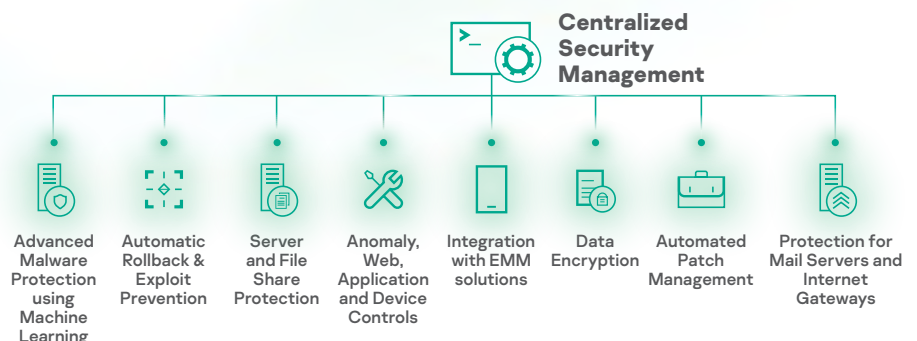 Centralized
Security
Management
Advanced
Malware
Protection
using
Machine
Learning
Automatic
Rollback &
Exploit
Prevention
Server
and File
Share
Protection
Anomaly,
Web,
Application
and Device
Controls
Integration
with EMM
solutions
Data
Encryption
Automated
Patch
Management
Protection for
Mail Servers and
Internet
Gateways